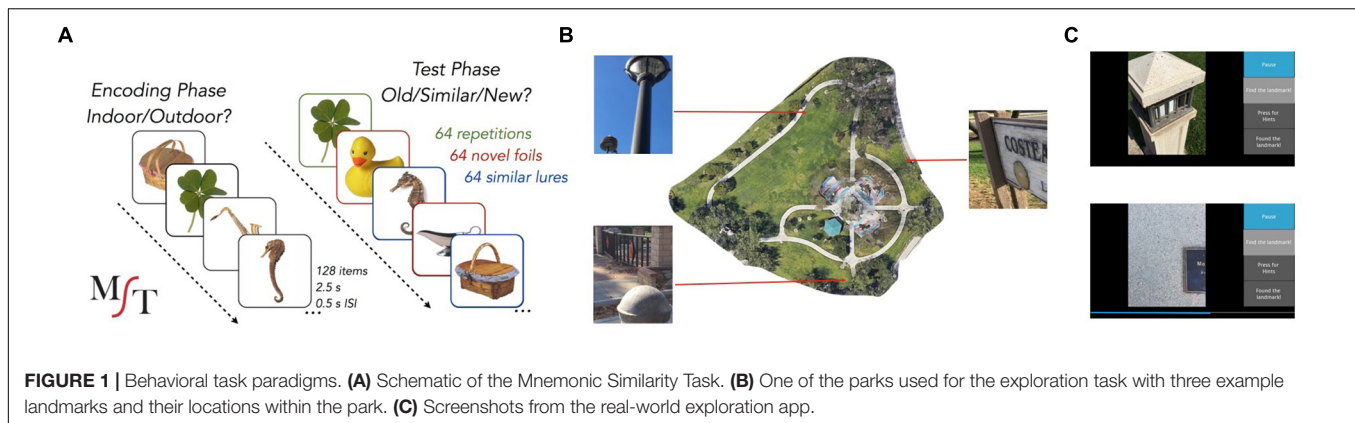 A
Encoding Phase
Indoor/Outdoor?
128 items
2.5 s
0.5 s ISI
...
MST
Test Phase
Old/Similar/New?
64 repetitions
64 novel foils
64 similar lures
...
B
COSTEA
L
C
Pause
Find the landmark!
Press for
Hints
Found the
landmark!
Pause
Find the landmark!
Press for
Hints
Found the
landmark!
Ma
FIGURE 1 | Behavioral task paradigms. (A) Schematic of the Mnemonic Similarity Task. (B) One of the parks used for the exploration task with three example
landmarks and their locations within the park. (C) Screenshots from the real-world exploration app.